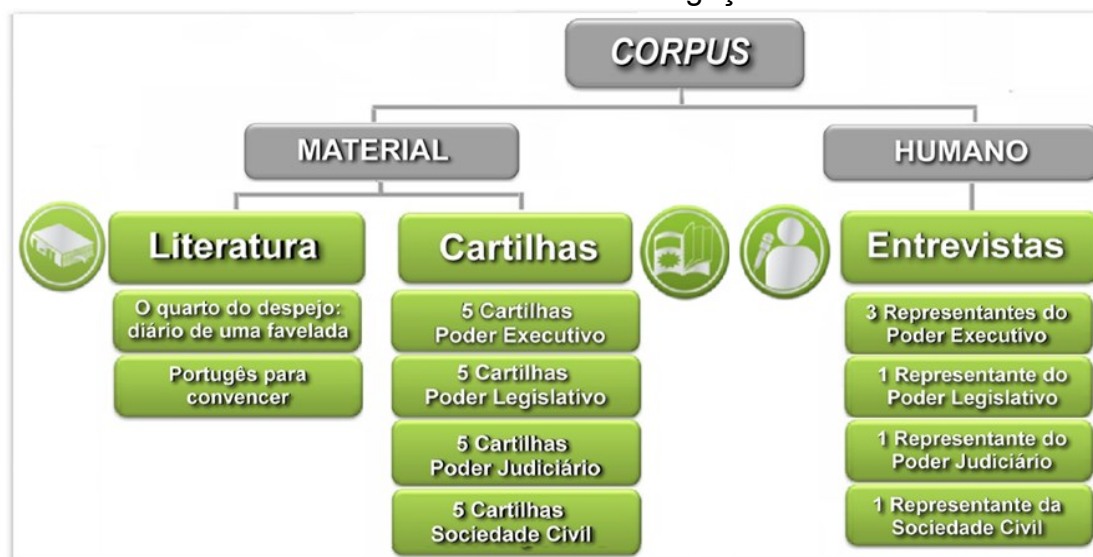 CORPUS
MATERIAL
HUMANO
Literatura
O quarto do despejo:
diário de uma favelada
Portugês para
convencer
Cartilhas
5 Cartilhas
Poder Executivo
5 Cartilhas
Poder Legislativo
5 Cartilhas
Poder Judiciário
5 Cartilhas
Sociedade Civil
Entrevistas
3 Representantes do
Poder Executivo
1 Representante do
Poder Legislativo
1 Representante do
Poder Judiciário
1 Representante da
Sociedade Civil